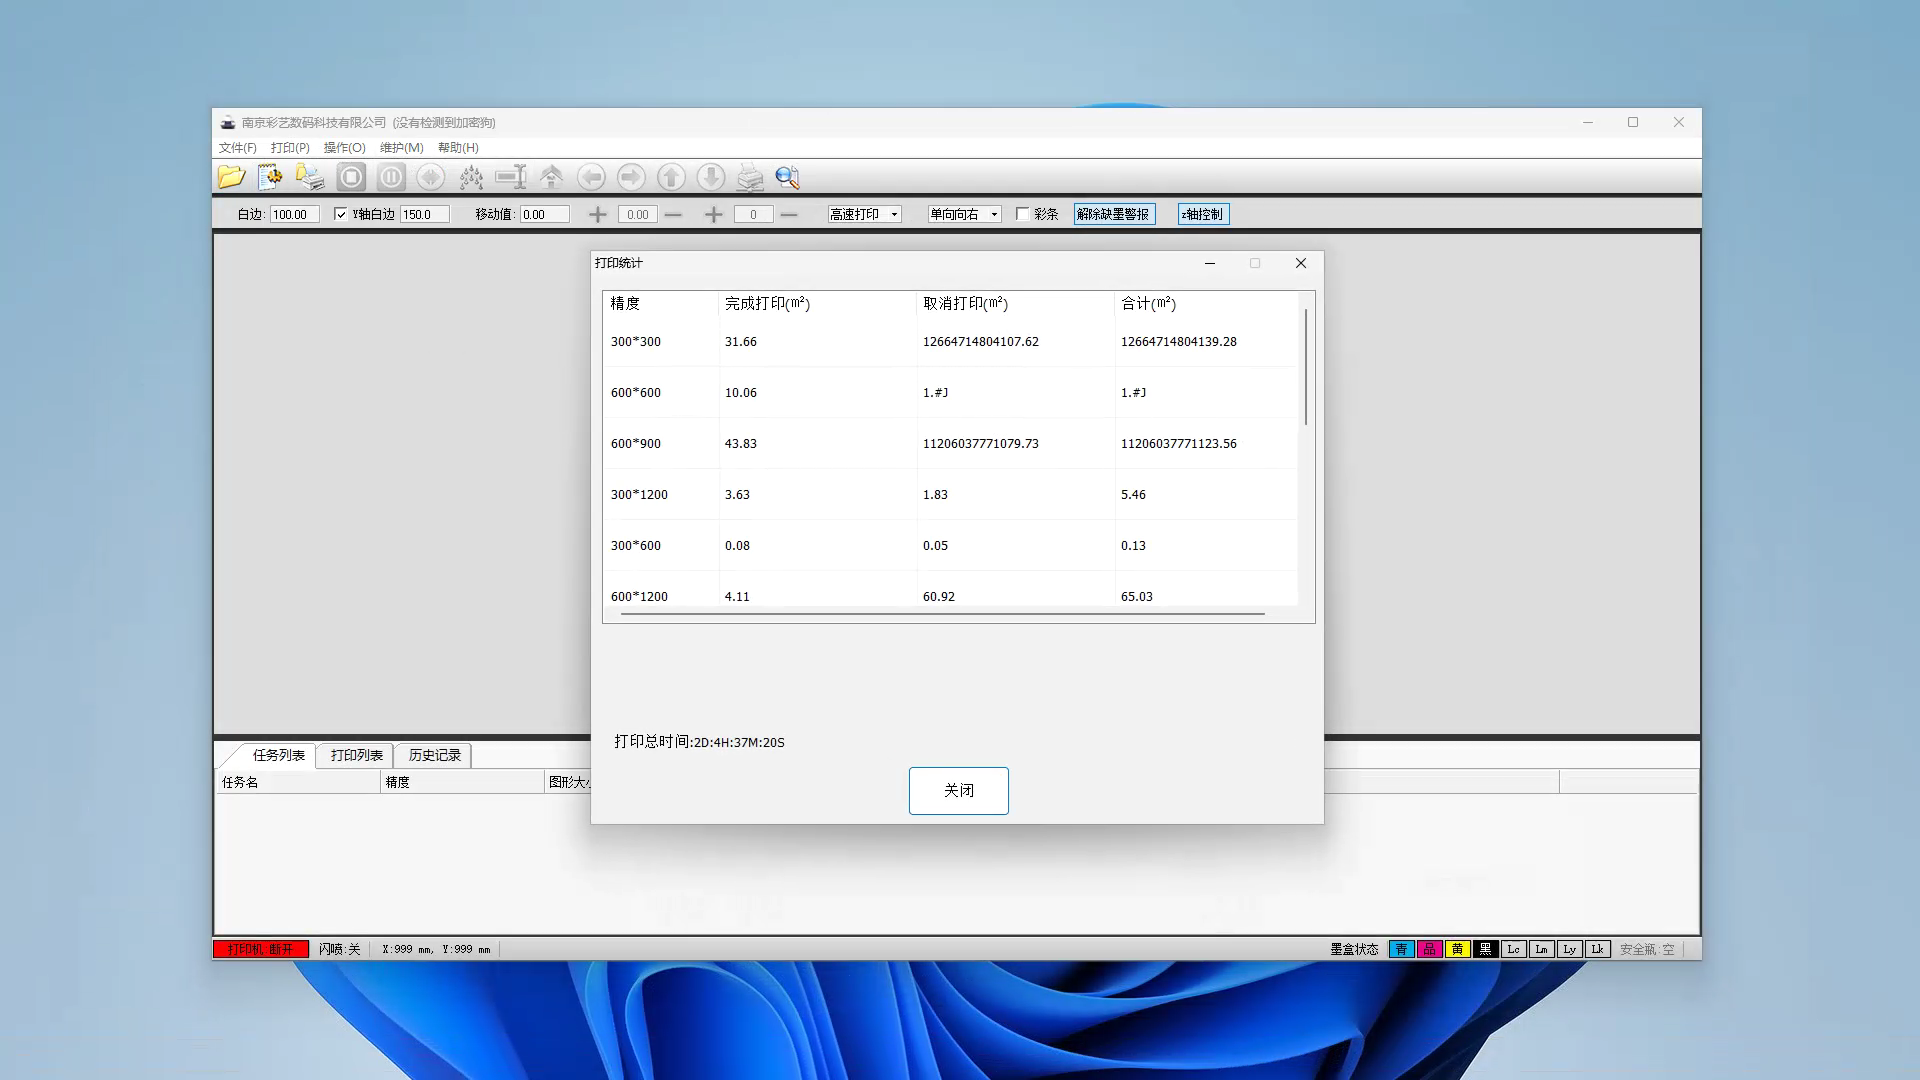 南京彩艺数码科技有限公司 (没有检测到加密狗)
文件(F) 打印(P) 操作(O) 维护(M) 帮助(H)
白边: 100.00 Y轴白边 150.0 移动值: 0.00 0.00 0 高速打印 单向向右 彩条 解除缺墨警报 z轴控制
打印统计
精度 完成打印(㎡) 取消打印(㎡) 合计(㎡)
300*300 31.66 12664714804107.62 12664714804139.28
600*600 10.06 1.#J 1.#J
600*900 43.83 11206037771079.73 11206037771123.56
300*1200 3.63 1.83 5.46
300*600 0.08 0.05 0.13
600*1200 4.11 60.92 65.03
打印总时间:2D:4H:37M:20S
关闭
任务列表 打印列表 历史记录
任务名 精度 图形大
打印机:断开 闪喷:关 X:999 mm, Y:999 mm 墨盒状态 青 品 黄 黑 Lc Lm Ly Lk 安全瓶:空